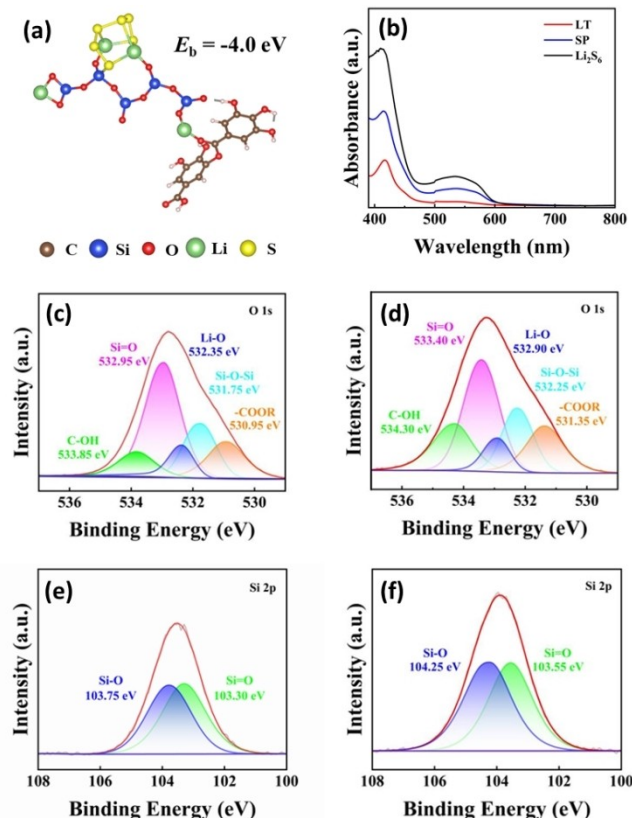 (a)
E_b = -4.0 eV
C Si O Li S
(b)
LT
SP
Li₂S₆
Absorbance (a.u.)
400 500 600 700 800
Wavelength (nm)
(c)
O 1s
Si=O
532.95 eV
Li-O
532.35 eV
Si-O-Si
531.75 eV
-COOR
530.95 eV
C-OH
533.85 eV
Intensity (a.u.)
536 534 532 530
Binding Energy (eV)
(d)
O 1s
Si=O
533.40 eV
Li-O
532.90 eV
Si-O-Si
532.25 eV
-COOR
531.35 eV
C-OH
534.30 eV
Intensity (a.u.)
536 534 532 530
Binding Energy (eV)
(e)
Si 2p
Si-O
103.75 eV
Si=O
103.30 eV
Intensity (a.u.)
108 106 104 102 100
Binding Energy (eV)
(f)
Si 2p
Si-O
104.25 eV
Si=O
103.55 eV
Intensity (a.u.)
108 106 104 102 100
Binding Energy (eV)